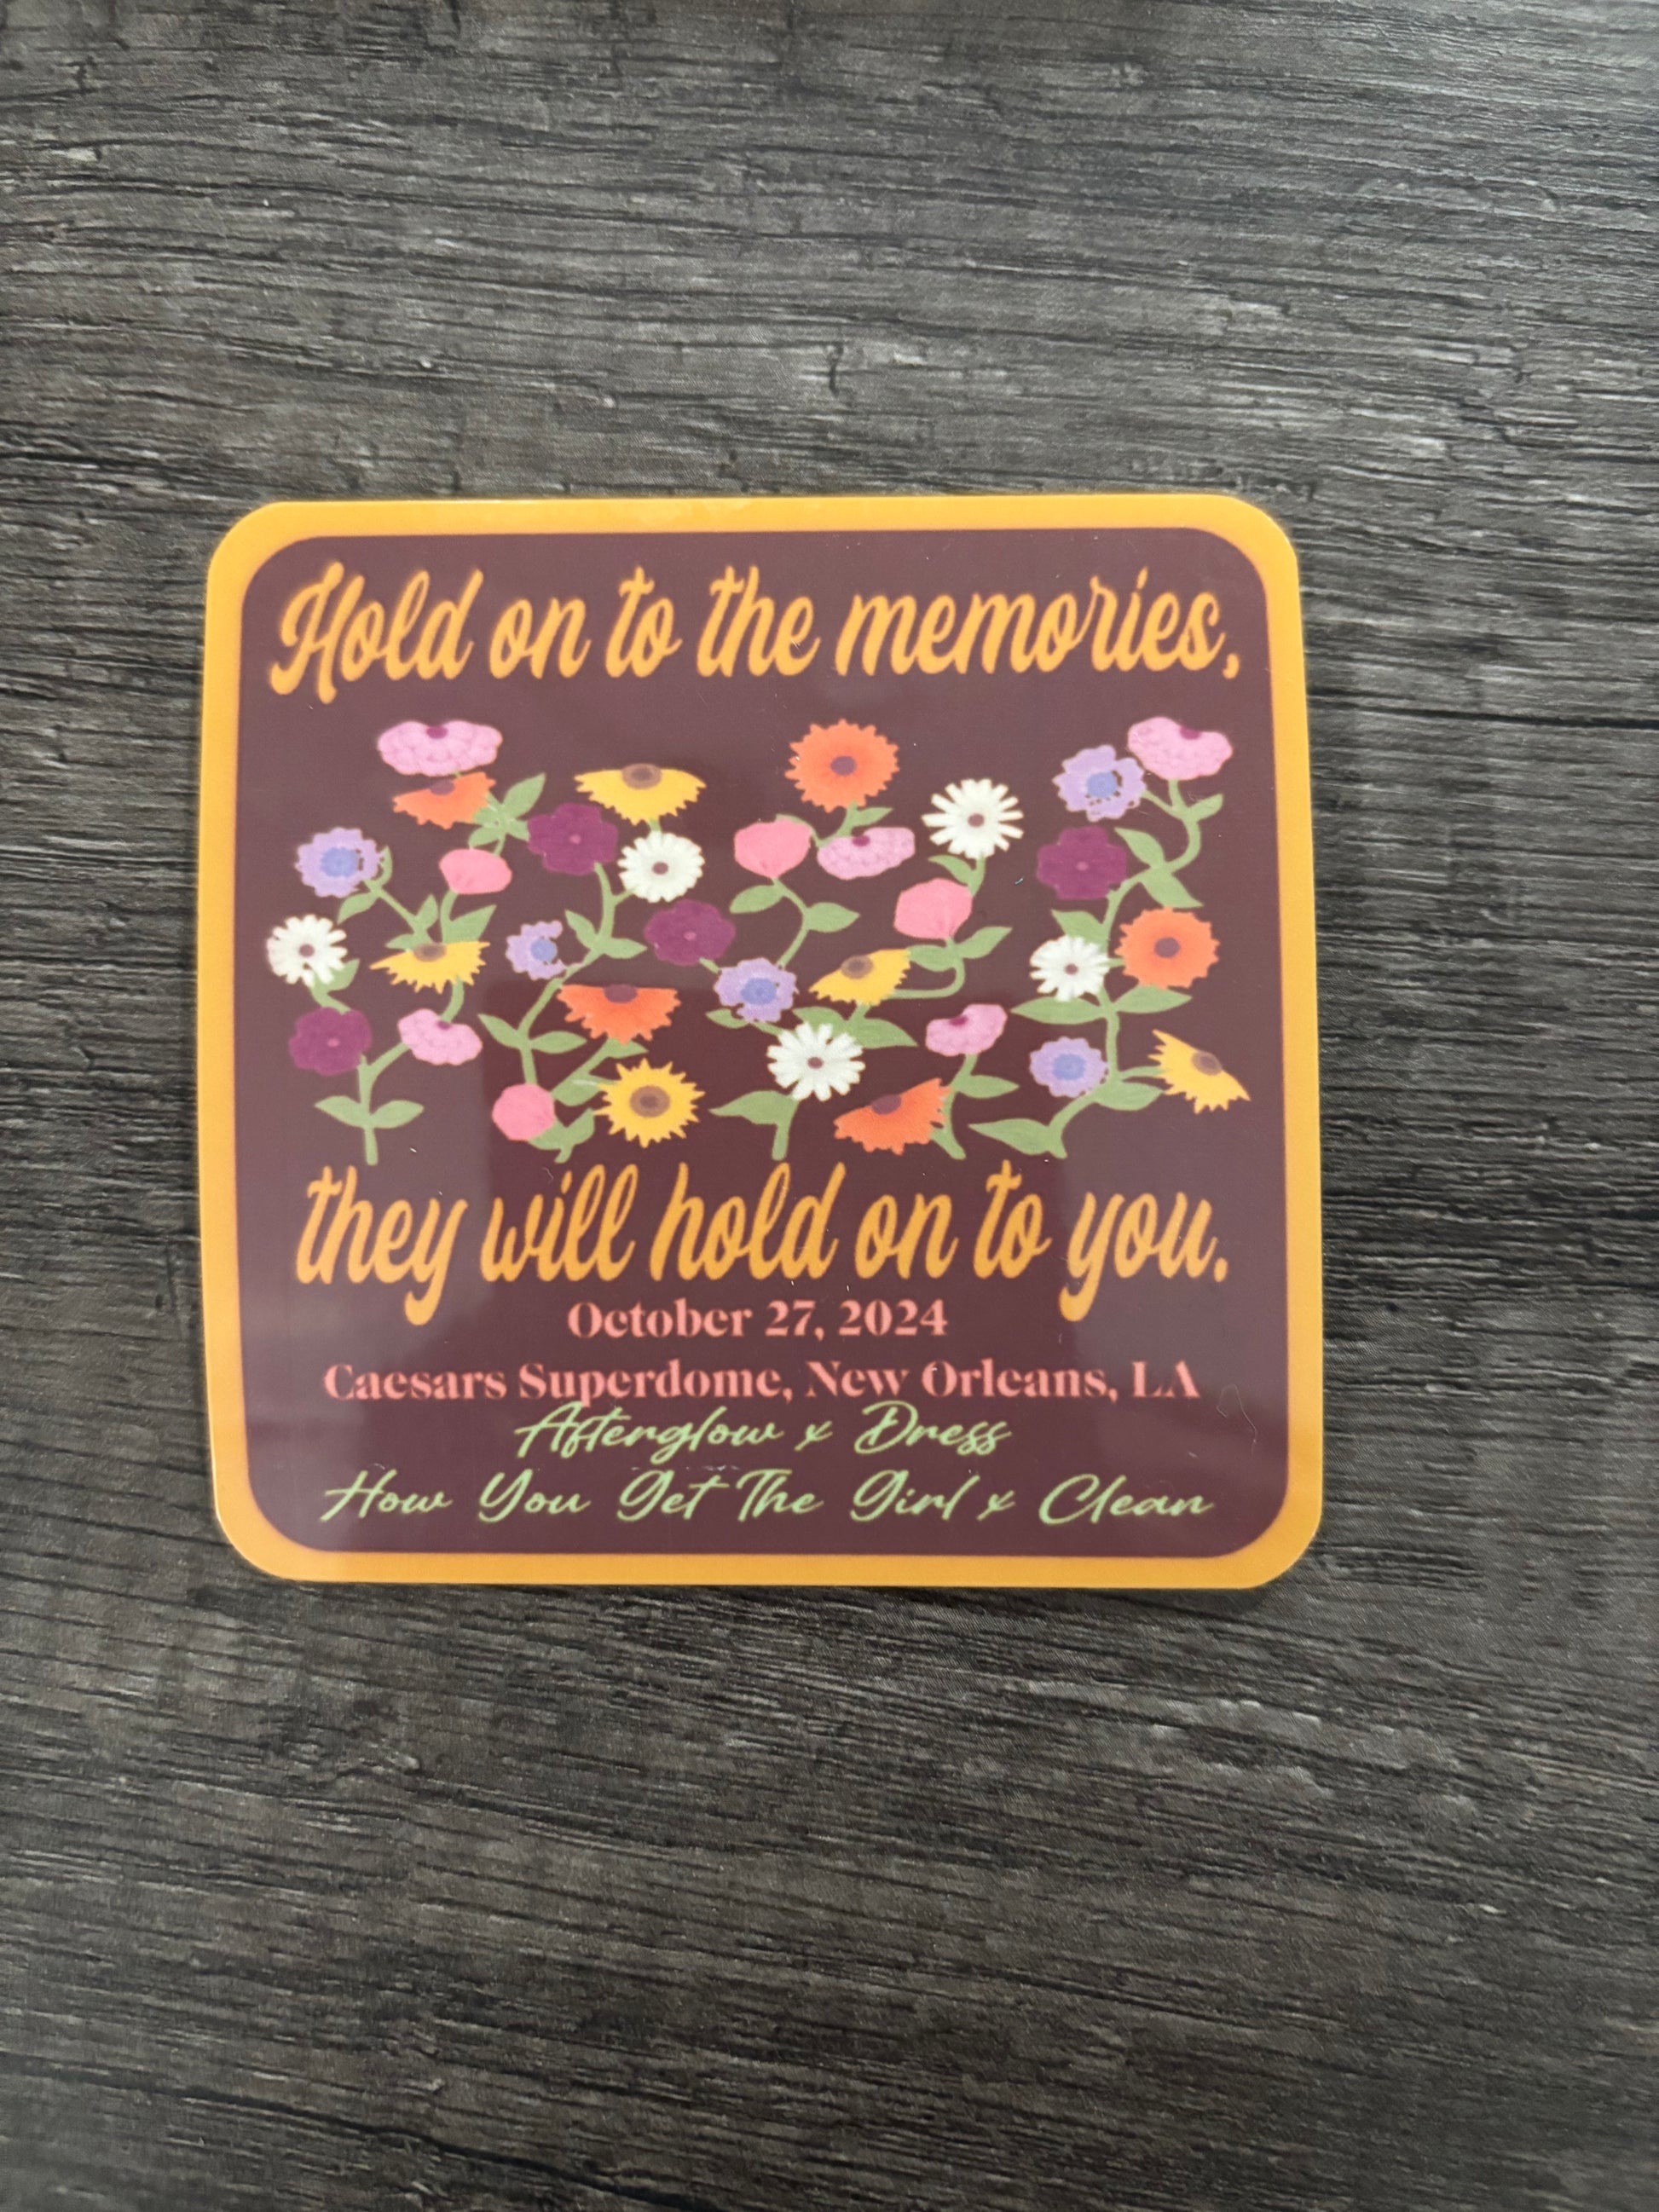 Hold on to the memories,
they will hold on to you.
October 27, 2024
Caesars Superdome, New Orleans, LA
Afterglow x Dress
How You Get The Girl x Clean